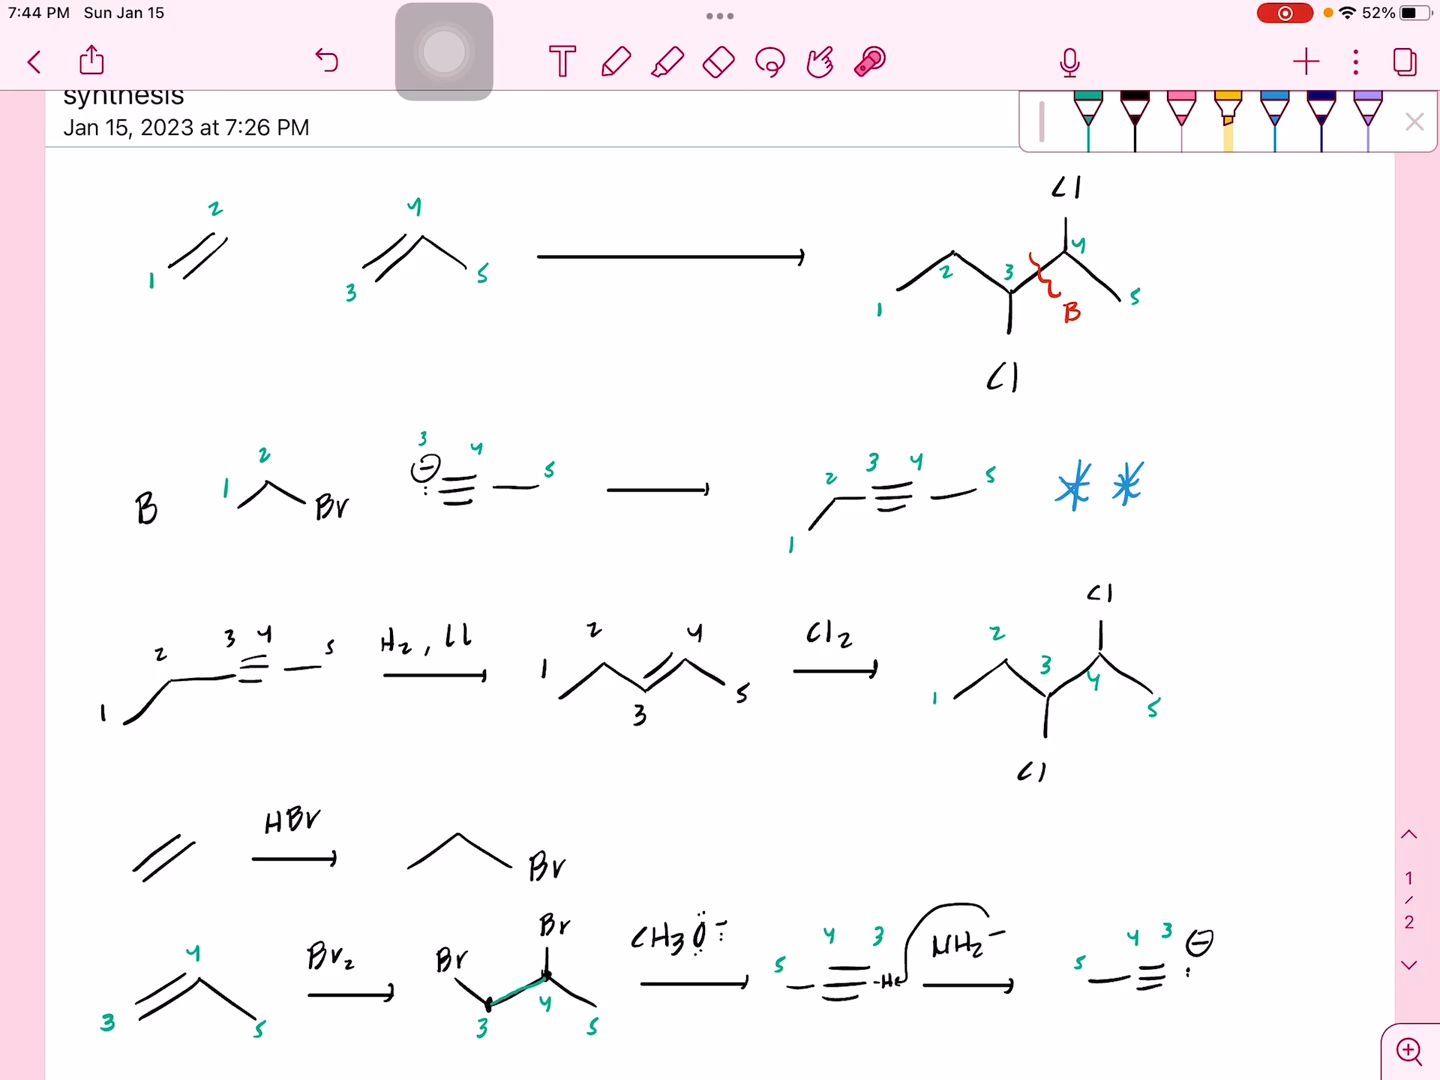 7:44 PM Sun Jan 15 52%
T
synthesis
Jan 15, 2023 at 7:26 PM
Cl
2 4 4
1 3 5 2 3 5
1 B
Cl
3
2 4 5 2 3 4 5
1 Br
B
1
Cl
2 3 4 5 H2, Ll 2 4 Cl2 2 3
1 1 3 5 1 4 5
Cl
HBr
Br
Br
4 Br2 Br CH3O:− 4 3 NH2− 4 3
5 H 5
3 5 3 4 5
1
/
2